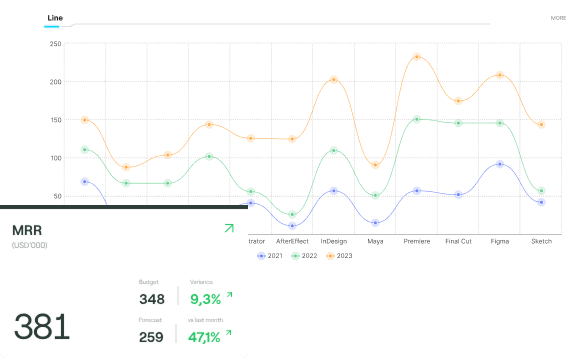 Line
MORE
250
200
150
100
50
trator AfterEffect InDesign Maya Premiere Final Cut Figma Sketch
2021 2022 2023
MRR
(USD'000)
Budget Variance
348 9,3%
381
Forecast vs last month
259 47,1%